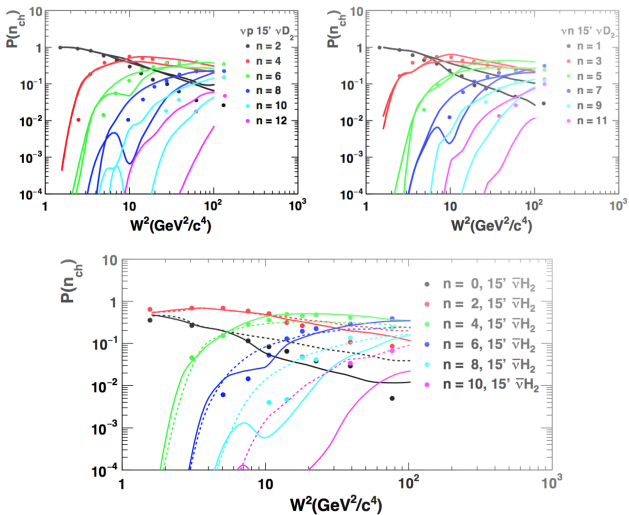 νp 15' νD₂
n = 2
n = 4
n = 6
n = 8
n = 10
n = 12
P(n_ch)
10
1
10⁻¹
10⁻²
10⁻³
10⁻⁴
1 10 10² 10³
W²(GeV²/c⁴)
νn 15' νD₂
n = 1
n = 3
n = 5
n = 7
n = 9
n = 11
P(n_ch)
10
1
10⁻¹
10⁻²
10⁻³
10⁻⁴
1 10 10² 10³
W²(GeV²/c⁴)
n = 0, 15' ν̄H₂
n = 2, 15' ν̄H₂
n = 4, 15' ν̄H₂
n = 6, 15' ν̄H₂
n = 8, 15' ν̄H₂
n = 10, 15' ν̄H₂
P(n_ch)
10
1
10⁻¹
10⁻²
10⁻³
10⁻⁴
1 10 10² 10³
W²(GeV²/c⁴)